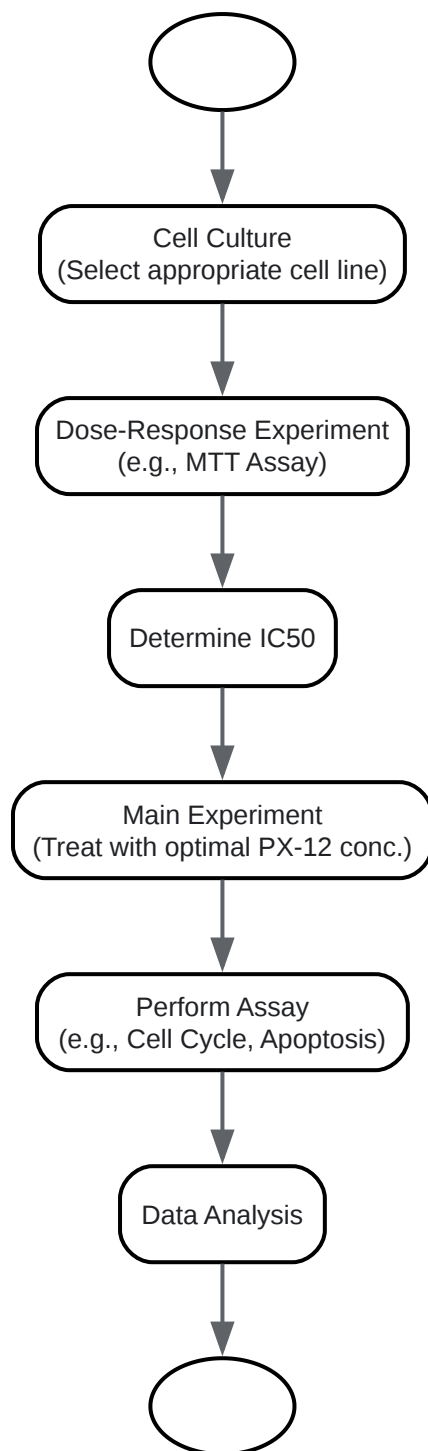 Cell Culture
(Select appropriate cell line)
Dose-Response Experiment
(e.g., MTT Assay)
Determine IC50
Main Experiment
(Treat with optimal PX-12 conc.)
Perform Assay
(e.g., Cell Cycle, Apoptosis)
Data Analysis